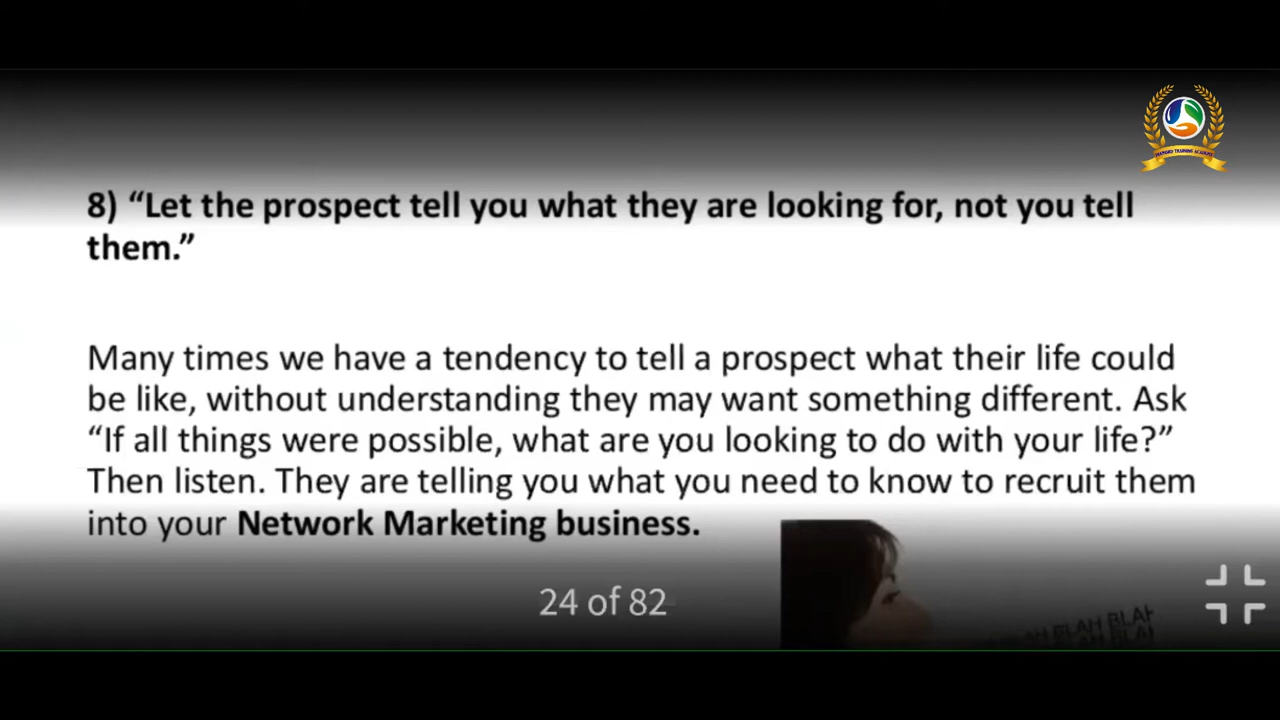 8) “Let the prospect tell you what they are looking for, not you tell
them.”
Many times we have a tendency to tell a prospect what their life could
be like, without understanding they may want something different. Ask
“If all things were possible, what are you looking to do with your life?”
Then listen. They are telling you what you need to know to recruit them
into your Network Marketing business.
24 of 82
BLAH BLAH